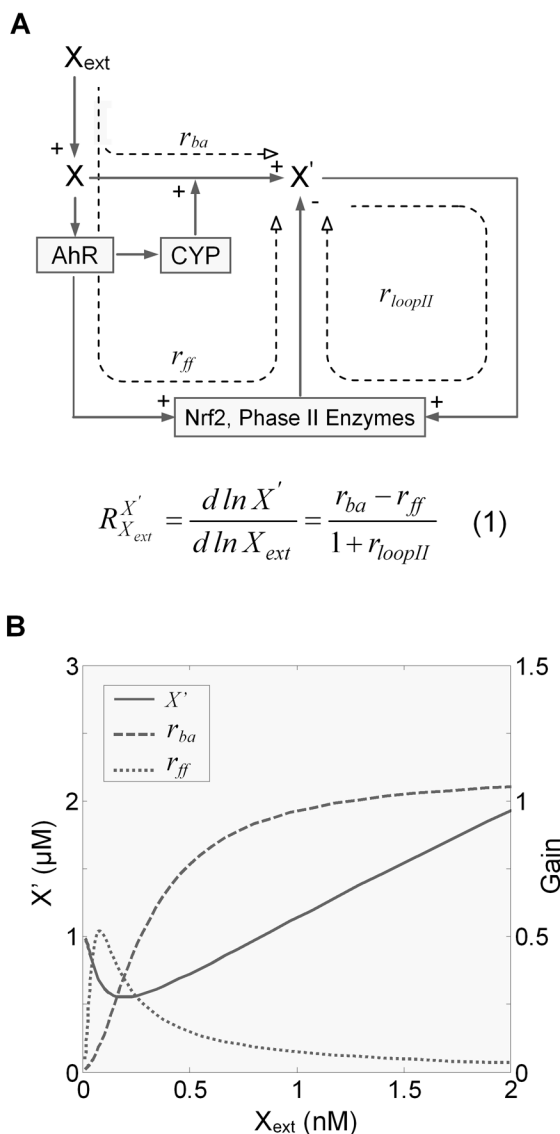 A
X_ext
+
r_ba
+
X
X'
+
-
AhR
CYP
r_loopII
r_ff
+
+
Nrf2, Phase II Enzymes
R^{X'}_{X_ext} = d ln X' / d ln X_ext = (r_ba − r_ff) / (1 + r_loopII) (1)
B
3
1.5
X'
r_ba
r_ff
2
1
X' (μM)
Gain
1
0.5
0
0
0
0.5
1
1.5
2
X_ext (nM)